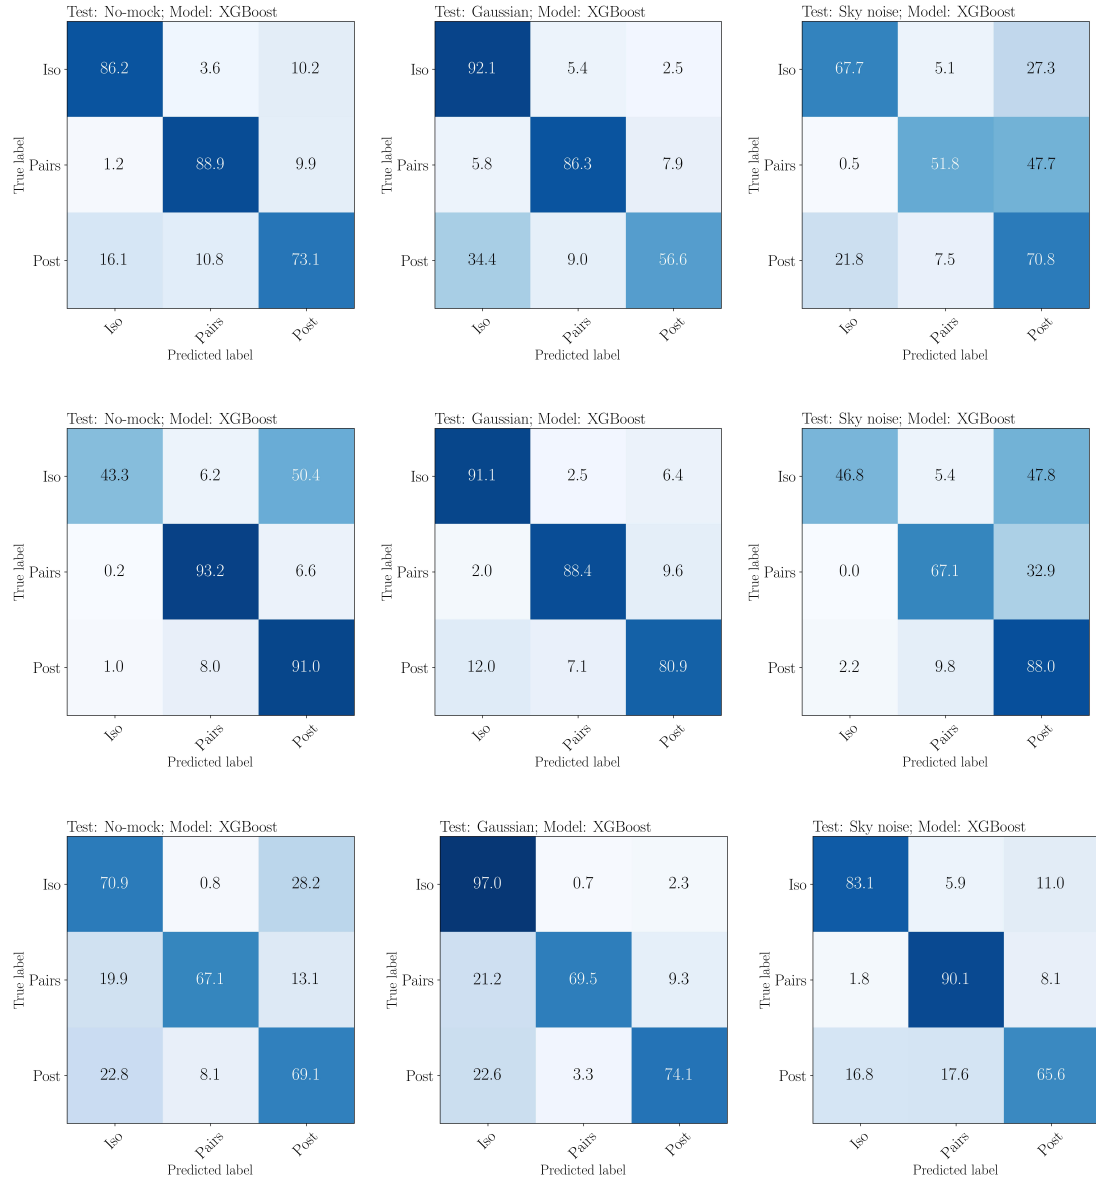 Test: No-mock; Model: XGBoost
Iso 86.2 3.6 10.2
Pairs 1.2 88.9 9.9
Post 16.1 10.8 73.1
True label
Iso Pairs Post
Predicted label
Test: Gaussian; Model: XGBoost
Iso 92.1 5.4 2.5
Pairs 5.8 86.3 7.9
Post 34.4 9.0 56.6
True label
Iso Pairs Post
Predicted label
Test: Sky noise; Model: XGBoost
Iso 67.7 5.1 27.3
Pairs 0.5 51.8 47.7
Post 21.8 7.5 70.8
True label
Iso Pairs Post
Predicted label
Test: No-mock; Model: XGBoost
Iso 43.3 6.2 50.4
Pairs 0.2 93.2 6.6
Post 1.0 8.0 91.0
True label
Iso Pairs Post
Predicted label
Test: Gaussian; Model: XGBoost
Iso 91.1 2.5 6.4
Pairs 2.0 88.4 9.6
Post 12.0 7.1 80.9
True label
Iso Pairs Post
Predicted label
Test: Sky noise; Model: XGBoost
Iso 46.8 5.4 47.8
Pairs 0.0 67.1 32.9
Post 2.2 9.8 88.0
True label
Iso Pairs Post
Predicted label
Test: No-mock; Model: XGBoost
Iso 70.9 0.8 28.2
Pairs 19.9 67.1 13.1
Post 22.8 8.1 69.1
True label
Iso Pairs Post
Predicted label
Test: Gaussian; Model: XGBoost
Iso 97.0 0.7 2.3
Pairs 21.2 69.5 9.3
Post 22.6 3.3 74.1
True label
Iso Pairs Post
Predicted label
Test: Sky noise; Model: XGBoost
Iso 83.1 5.9 11.0
Pairs 1.8 90.1 8.1
Post 16.8 17.6 65.6
True label
Iso Pairs Post
Predicted label